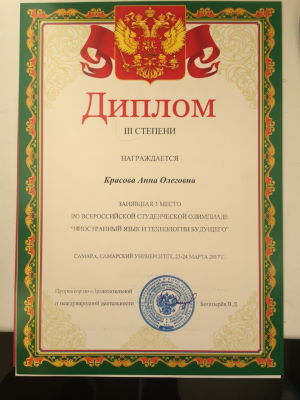 Диплом
III СТЕПЕНИ
НАГРАЖДАЕТСЯ
Красова Анна Олеговна
ЗАНЯВШАЯ 3 МЕСТО
ВО ВСЕРОССИЙСКОЙ СТУДЕНЧЕСКОЙ ОЛИМПИАДЕ
"ИНОСТРАННЫЙ ЯЗЫК И ТЕХНОЛОГИИ БУДУЩЕГО"
САМАРА, САМАРСКИЙ УНИВЕРСИТЕТ, 23-24 МАРТА 2017 Г.
Проректор по образовательной
и международной деятельности
Богатырёв В.Д.